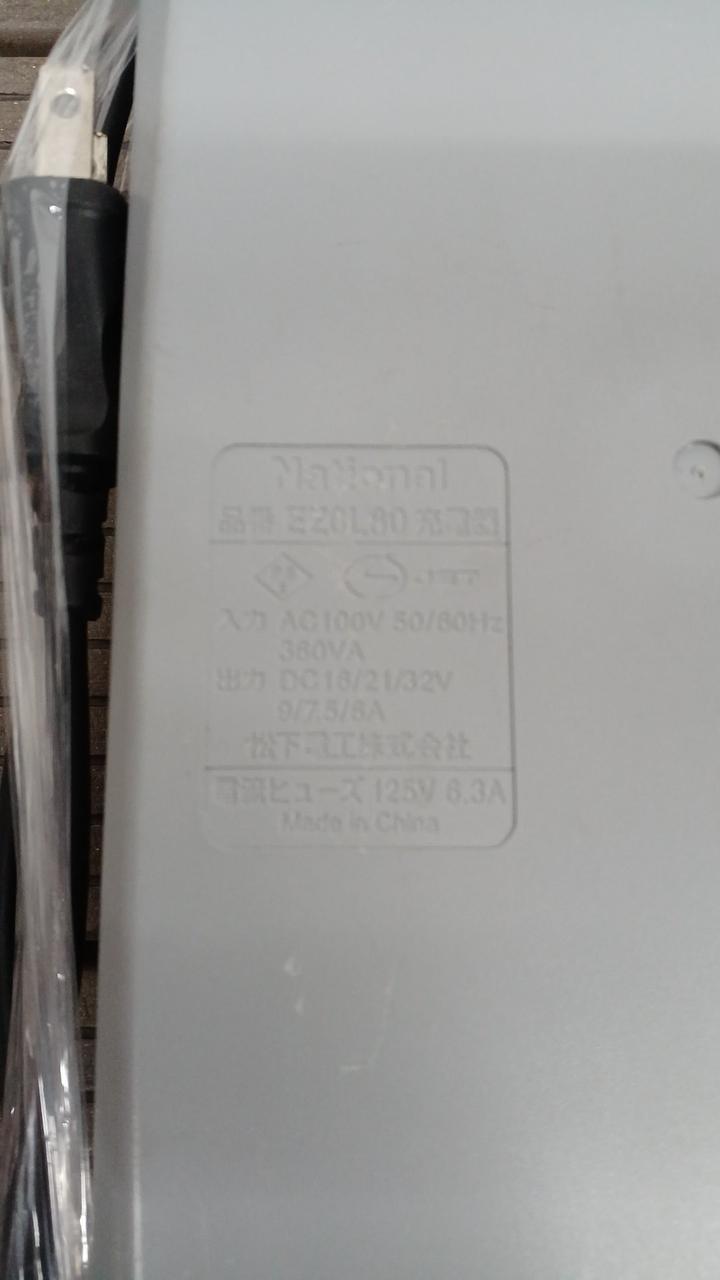 National
品番 EZ0L80 充電器
入力 AC100V 50/60Hz
360VA
出力 DC16/21/32V
9/7.5/6A
松下電工株式会社
電流ヒューズ 125V 6.3A
Made in China